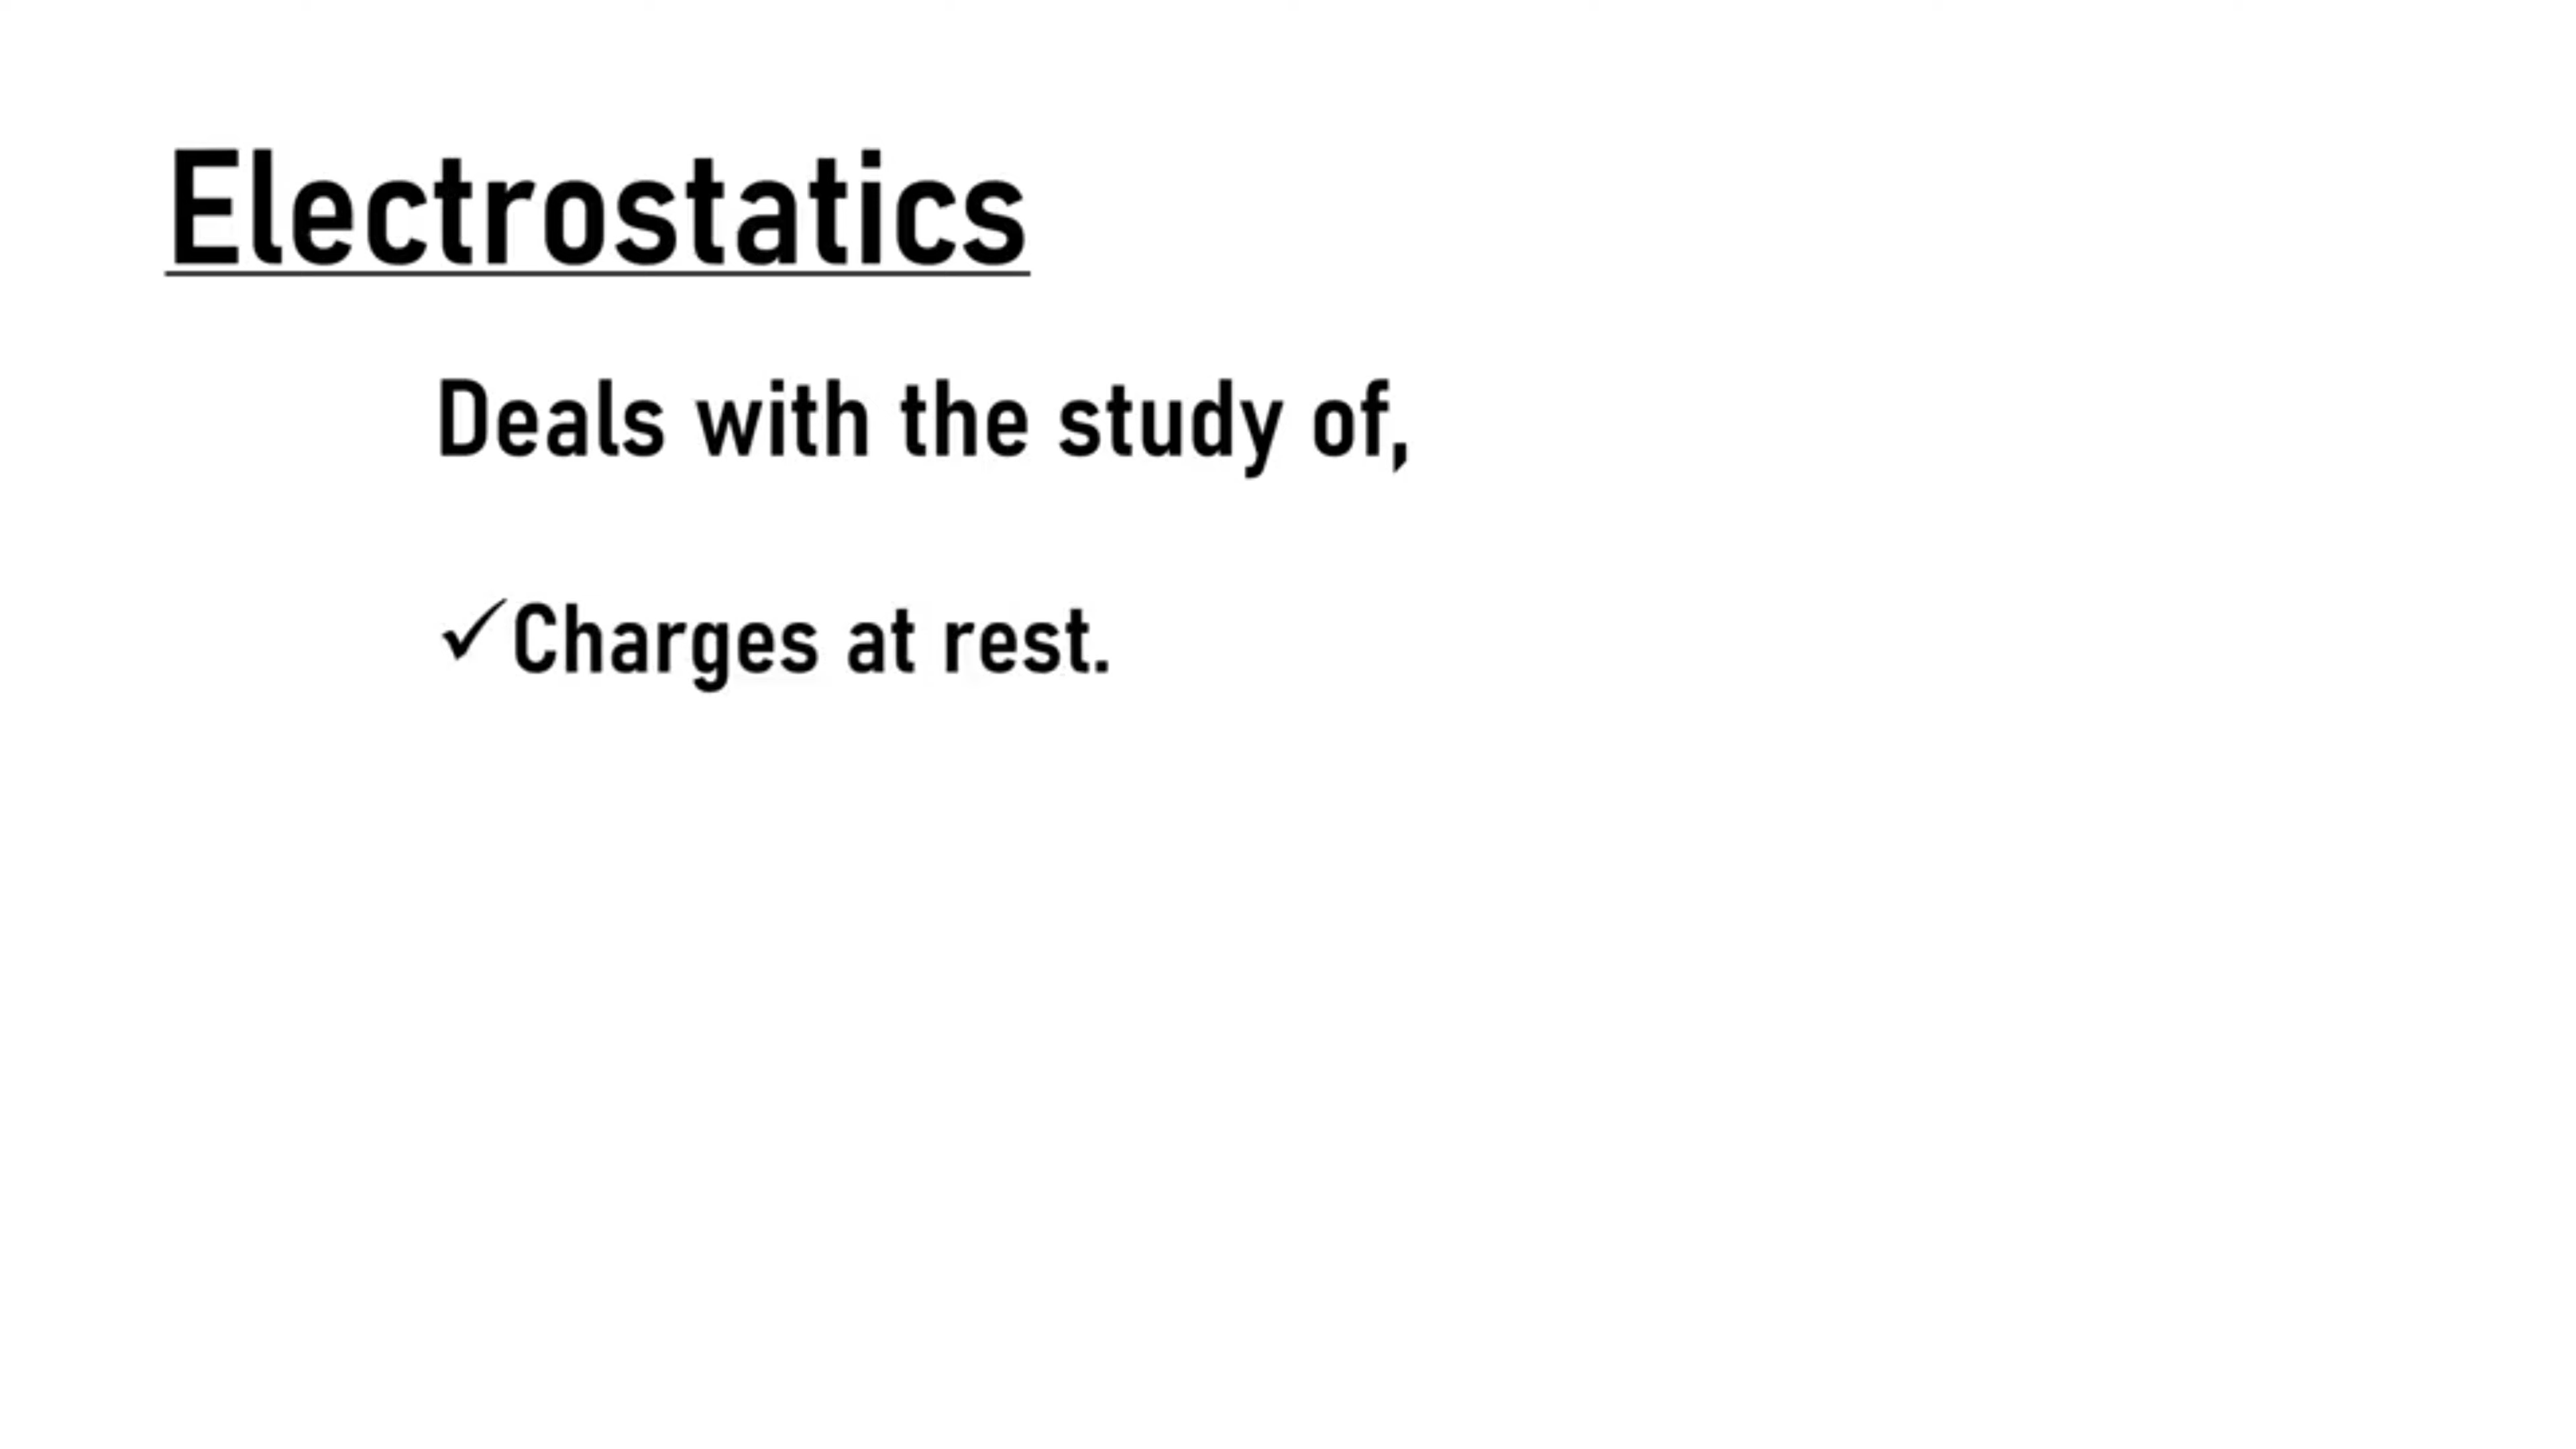 Electrostatics
Deals with the study of,
✓Charges at rest.